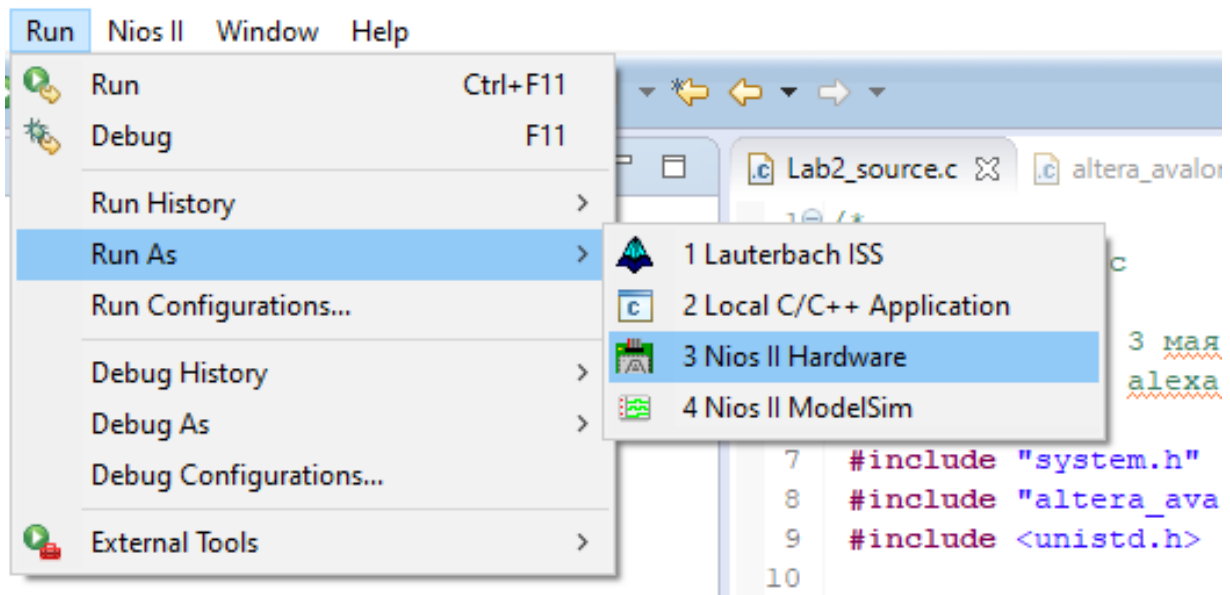 Run Nios II Window Help
Run Ctrl+F11
Debug F11
Run History
Run As
Run Configurations...
Debug History
Debug As
Debug Configurations...
External Tools
1 Lauterbach ISS
2 Local C/C++ Application
3 Nios II Hardware
4 Nios II ModelSim
Lab2_source.c
/*
c
3 мая
alexa
7 #include "system.h"
8 #include "altera_ava
9 #include <unistd.h>
10